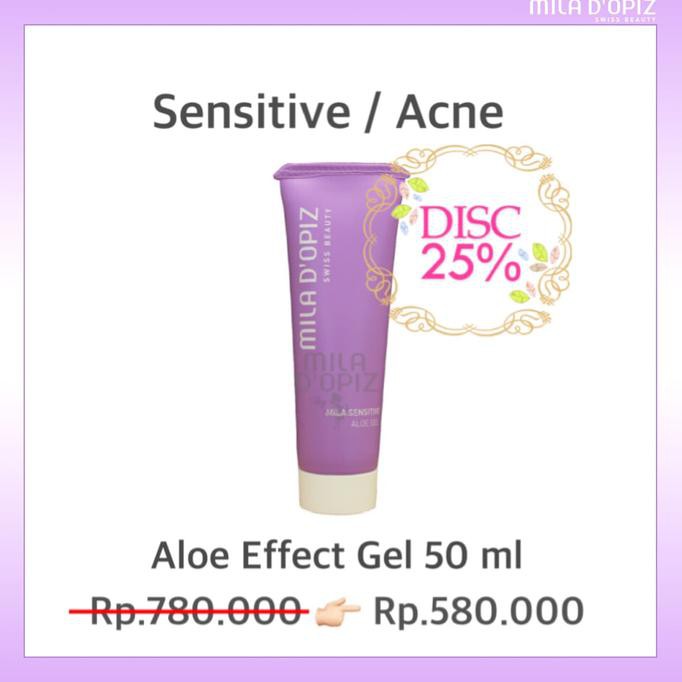 MILA D'OPIZ
SWISS BEAUTY
Sensitive / Acne
DISC
25%
MILA D'OPIZ
SWISS BEAUTY
MILA
D'OPIZ
MILA SENSITIVE
ALOE GEL
Aloe Effect Gel 50 ml
Rp.780.000 👉🏻 Rp.580.000